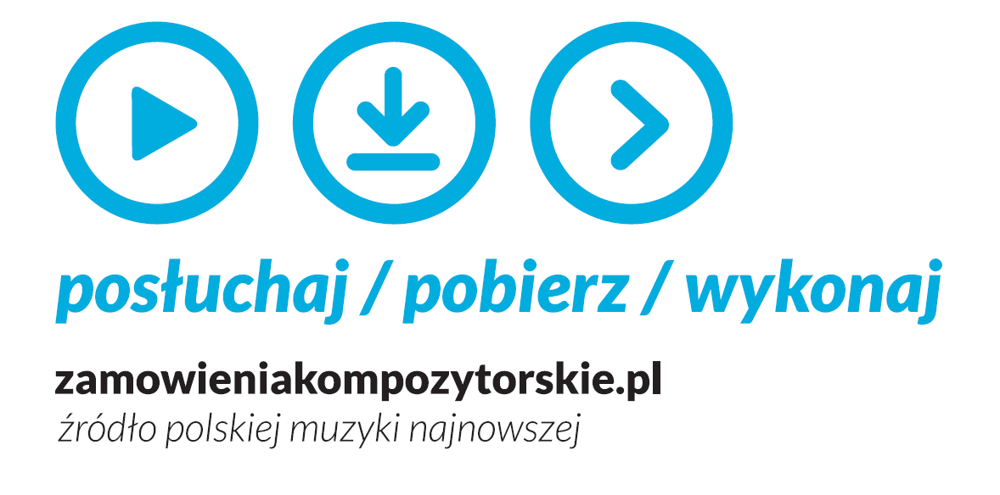 posłuchaj / pobierz / wykonaj
zamowieniakompozytorskie.pl
źródło polskiej muzyki najnowszej